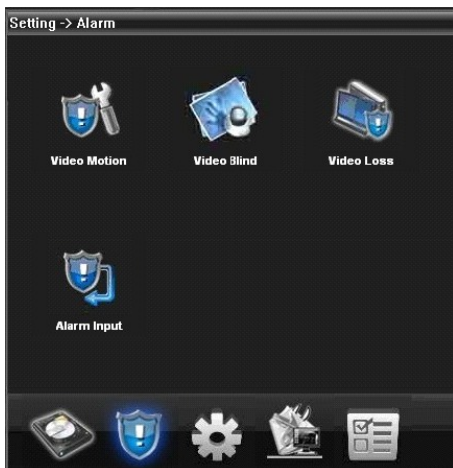 Setting -> Alarm
Video Motion
Video Blind
Video Loss
Alarm Input